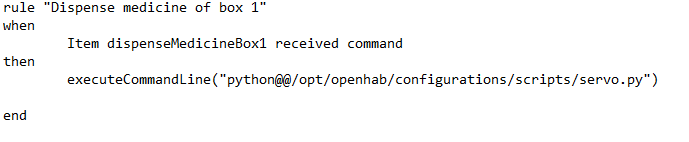 rule "Dispense medicine of box 1"
when
Item dispenseMedicineBox1 received command
then
executeCommandLine("python@@/opt/openhab/configurations/scripts/servo.py")
end